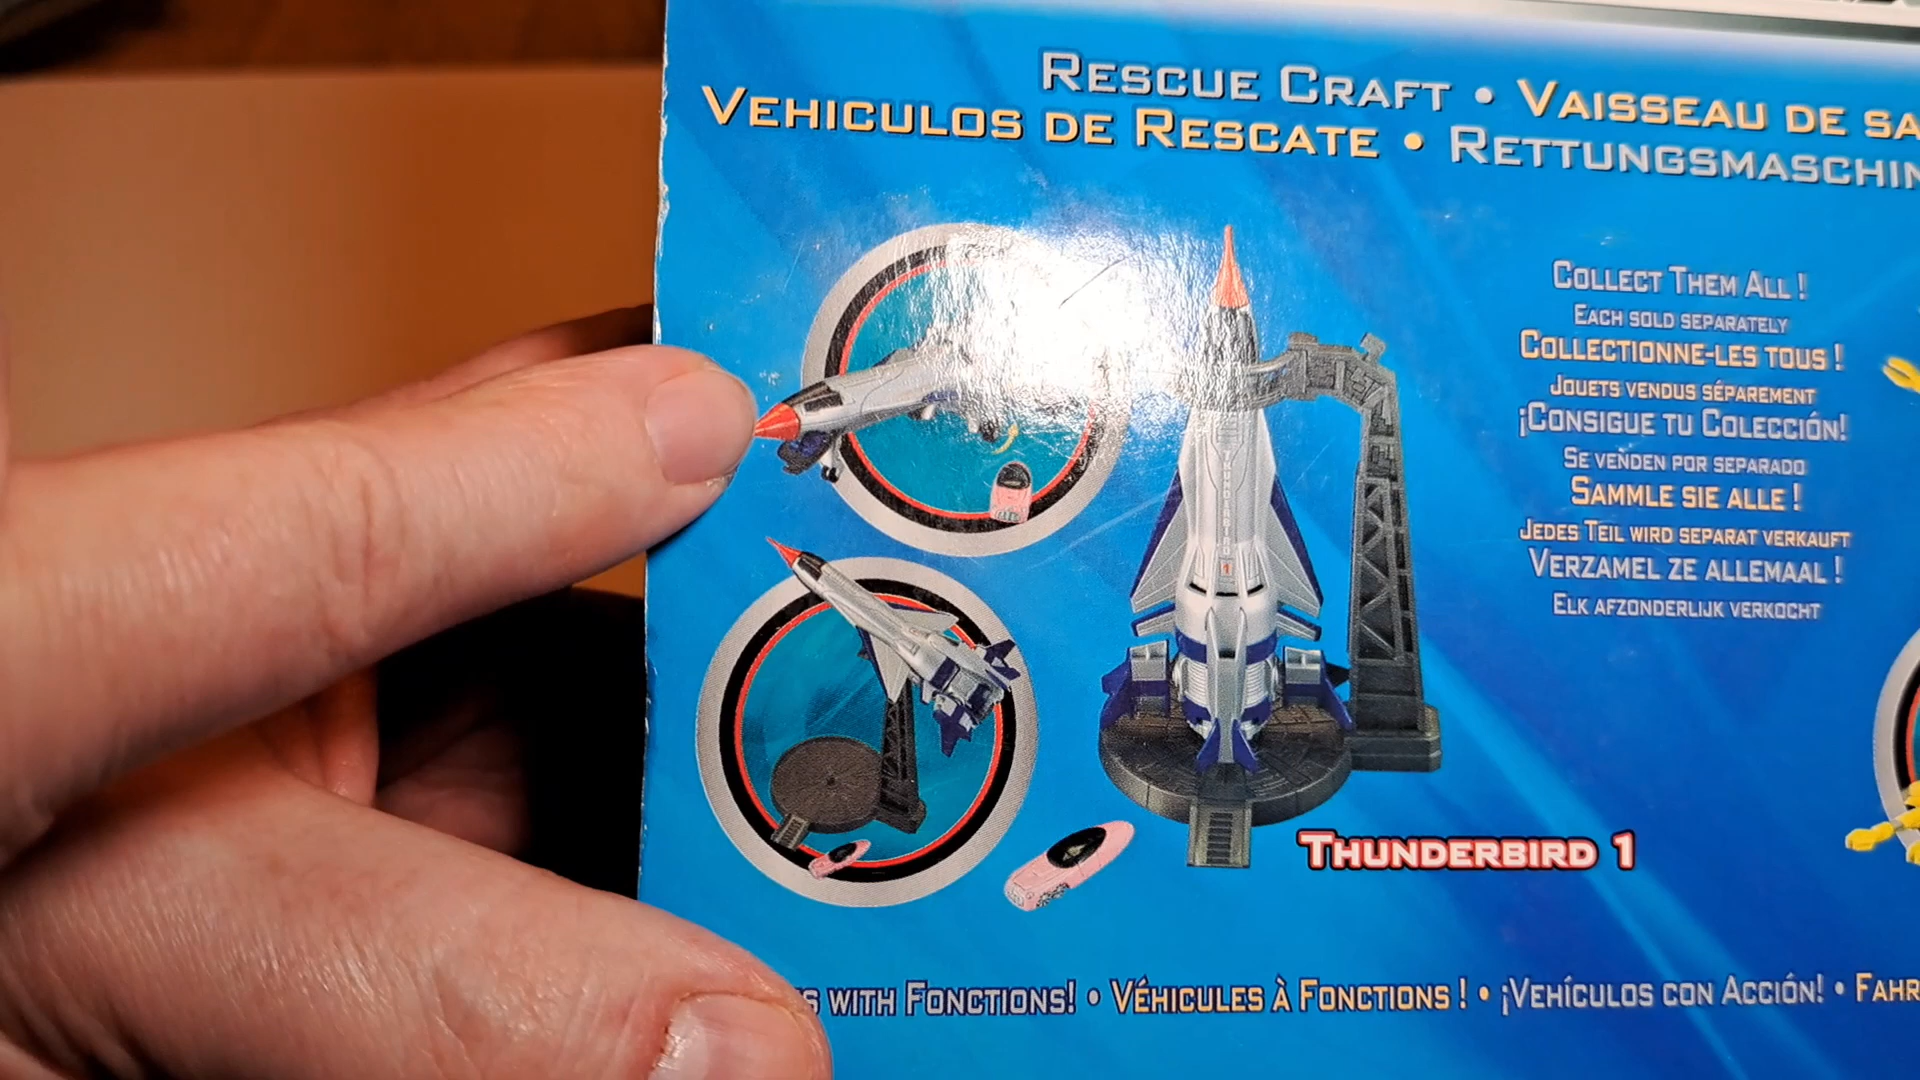 Rescue Craft • Vaisseau de sa
Vehiculos de Rescate • Rettungsmaschin
Collect Them All !
Each sold separately
Collectionne-les tous !
Jouets vendus séparement
¡Consigue tu Colección!
Se venden por separado
Sammle sie alle !
Jedes Teil wird separat verkauft
Verzamel ze allemaal !
Elk afzonderlijk verkocht
THUNDERBIRD 1
Thunderbird 1
s with Fonctions! • Véhicules à Fonctions ! • ¡Vehículos con Acción! • Fahr